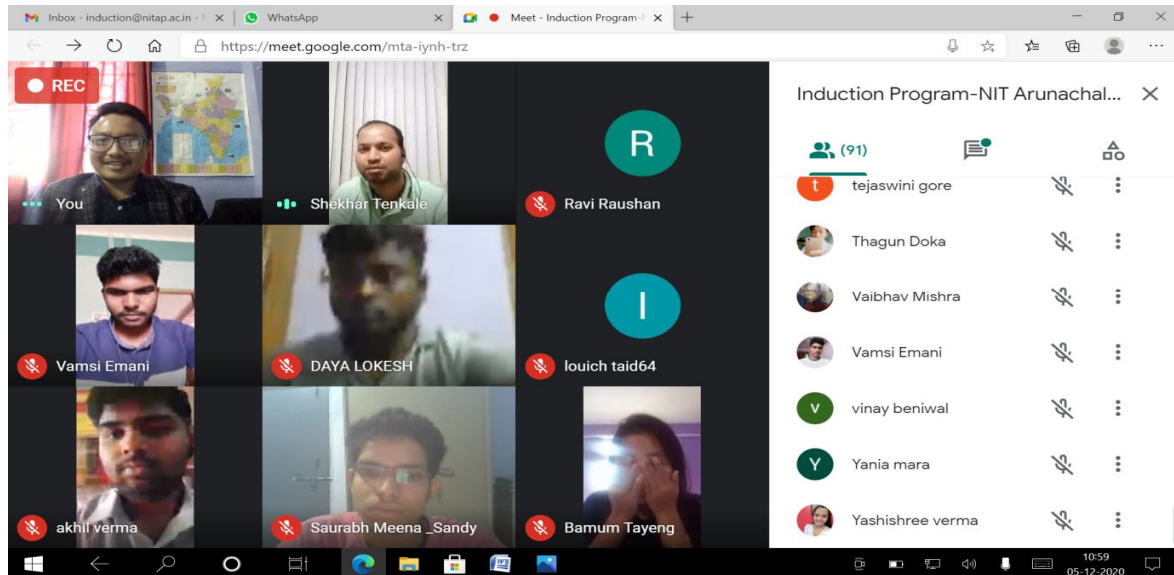 Inbox - induction@nitap.ac.in -
WhatsApp
Meet - Induction Program-
https://meet.google.com/mta-iynh-trz
REC
You
Shekhar Tenkale
R
Ravi Raushan
Vamsi Emani
DAYA LOKESH
I
louich taid64
akhil verma
Saurabh Meena _Sandy
Bamum Tayeng
Induction Program-NIT Arunachal...
(91)
t
tejaswini gore
Thagun Doka
Vaibhav Mishra
Vamsi Emani
v
vinay beniwal
Y
Yania mara
Yashishree verma
10:59
05-12-2020